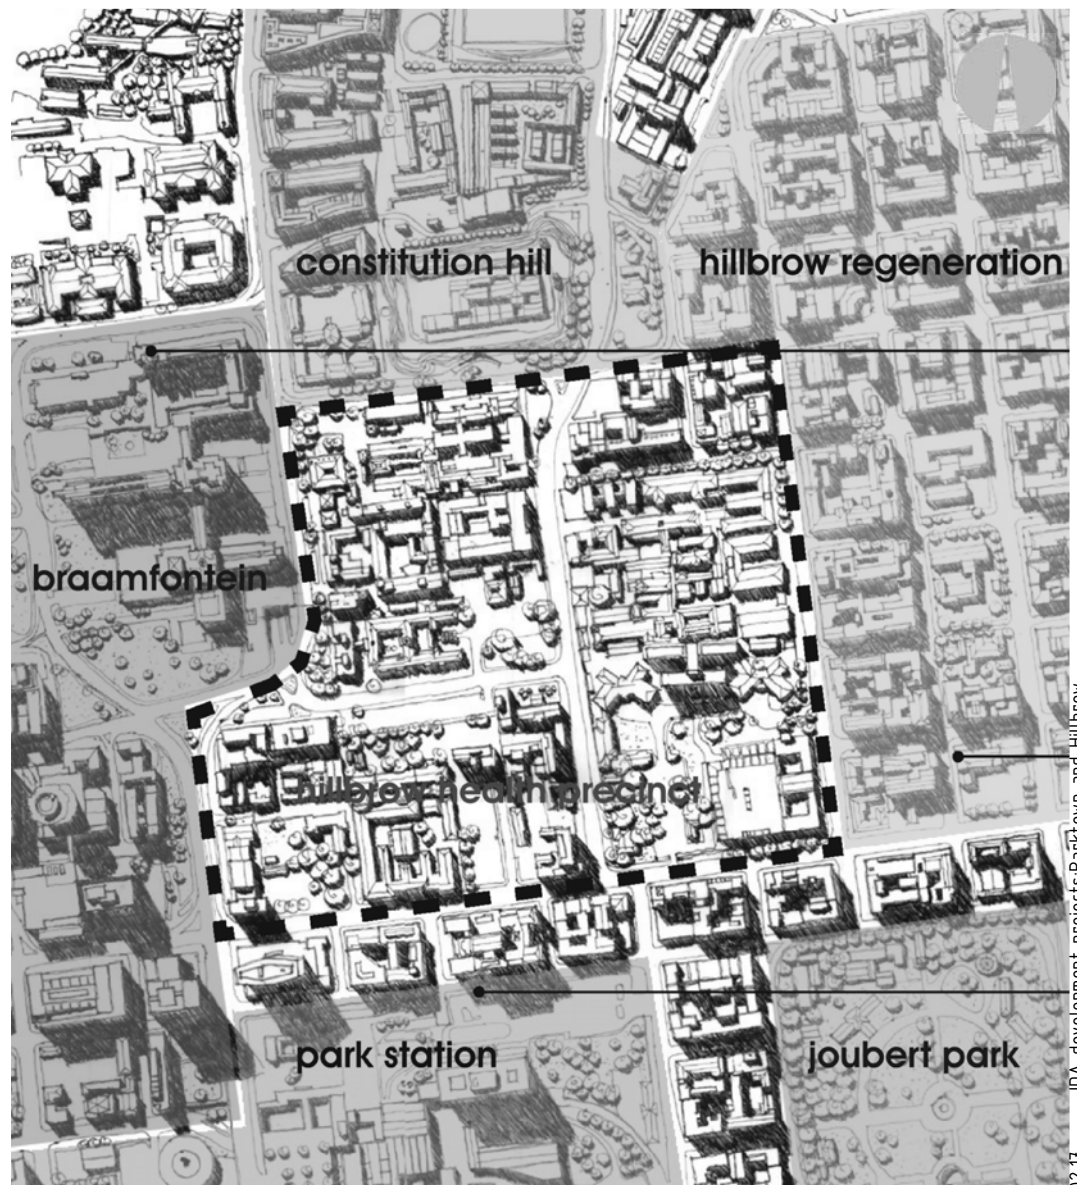 constitution hill
hillbrow regeneration
braamfontein
hillbrow health precinct
park station
joubert park
JDA development projects:Parktown and Hillbrow